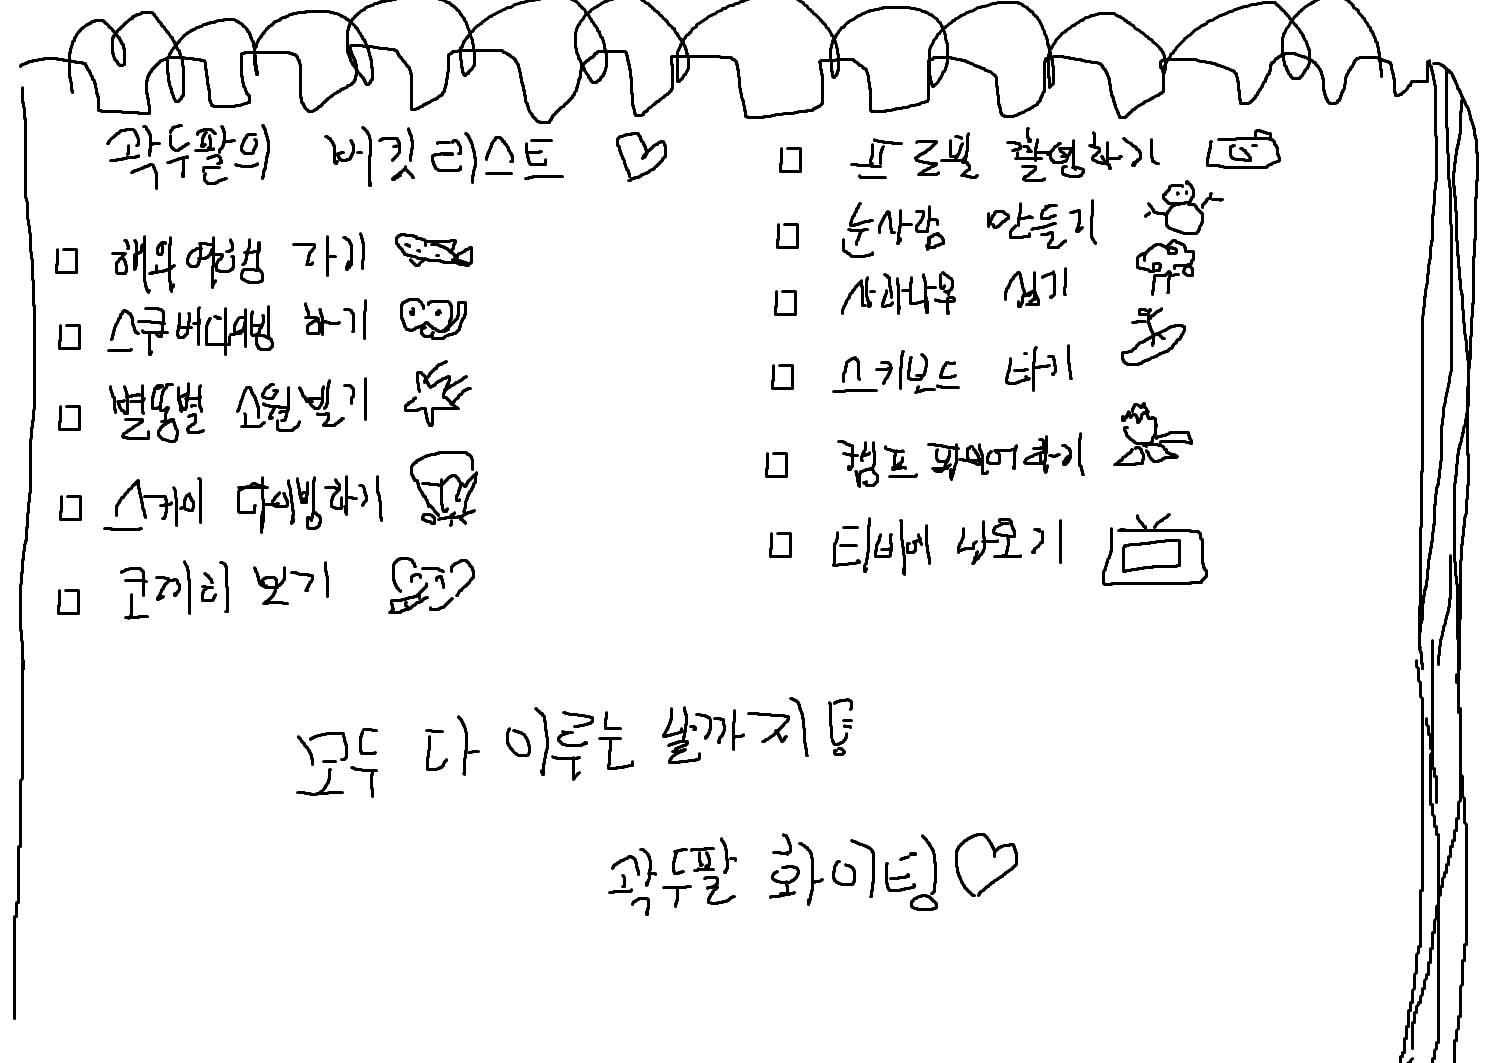 곽두팔의 버킷리스트
해외여행 가기
스쿠버다이빙 하기
별똥별 소원빌기
스카이 다이빙하기
코끼리 보기
프로필 촬영하기
눈사람 만들기
사과나무 심기
스키보드 타기
캠프 파이어하기
티비에 나오기
모두 다 이루는 날까지!
곽두팔 화이팅